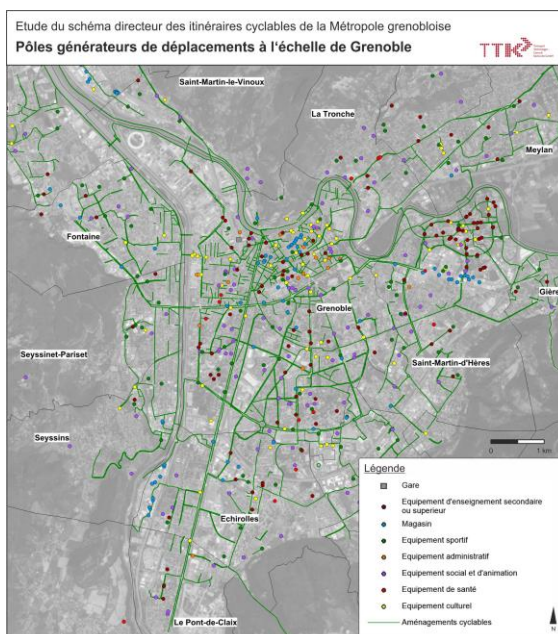 Etude du schéma directeur des itinéraires cyclables de la Métropole grenobloise
Pôles générateurs de déplacements à l'échelle de Grenoble
TTK
Saint-Martin-le-Vinoux
La Tronche
Meylan
Fontaine
Gière
Grenoble
Seyssinet-Pariset
Saint-Martin-d'Hères
Seyssins
0
1 km
Echirolles
Le Pont-de-Claix
Légende
Gare
Equipement d'enseignement secondaire
ou superieur
Magasin
Equipement sportif
Equipement administratif
Equipement social et d'animation
Equipement de santé
Equipement culturel
Aménagements cyclables
N